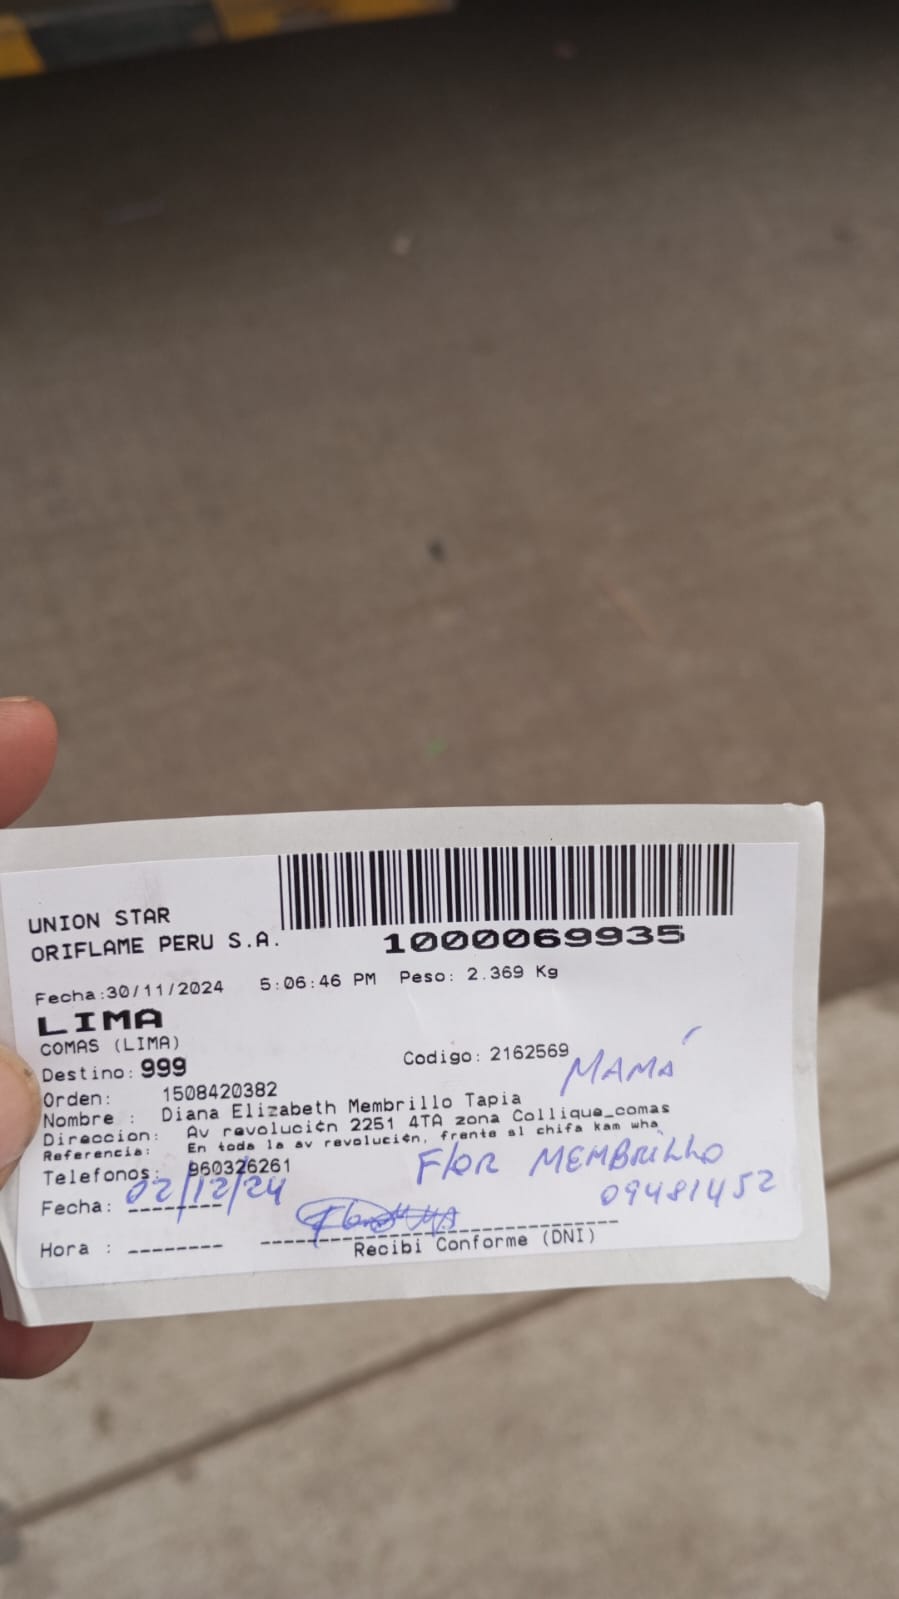 UNION STAR
ORIFLAME PERU S.A.
1000069935
Fecha:30/11/2024 5:06:46 PM Peso: 2.369 Kg
LIMA
COMAS (LIMA)
Destino: 999 Codigo: 2162569
MAMÁ
Orden: 1508420382
Nombre : Diana Elizabeth Membrillo Tapia
Direccion: Av revolución 2251 4TA zona Collique_comas
Referencia: En toda la av revolución, frente al chifa kam wha
Telefonos: 960326261
FlOR MEMBRILLO
Fecha: 02/12/24
09481452
Hora :
Recibi Conforme (DNI)